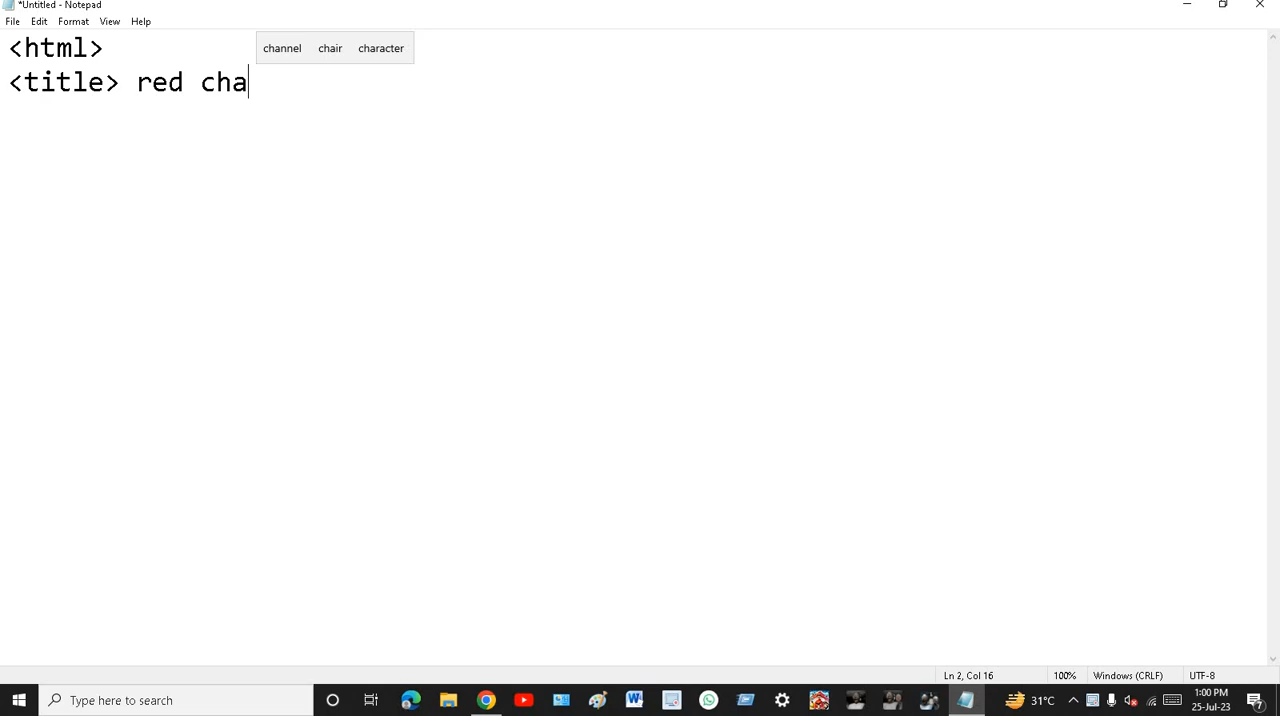 *Untitled - Notepad
File Edit Format View Help
<html>
channel chair character
<title> red cha
Ln 2, Col 16 100% Windows (CRLF) UTF-8
Type here to search
31°C
1:00 PM
25-Jul-23